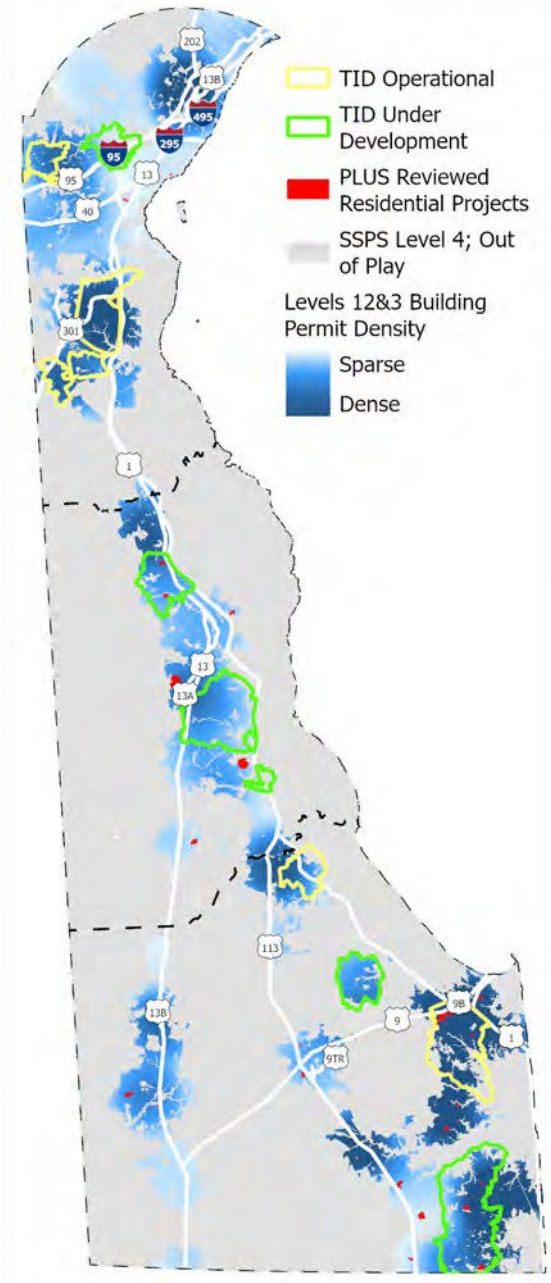 202
13B
495
295
95
13
95
40
301
1
13
13A
113
13B
9
9B
1
9TR
TID Operational
TID Under
Development
PLUS Reviewed
Residential Projects
SSPS Level 4; Out
of Play
Levels 12&3 Building
Permit Density
Sparse
Dense